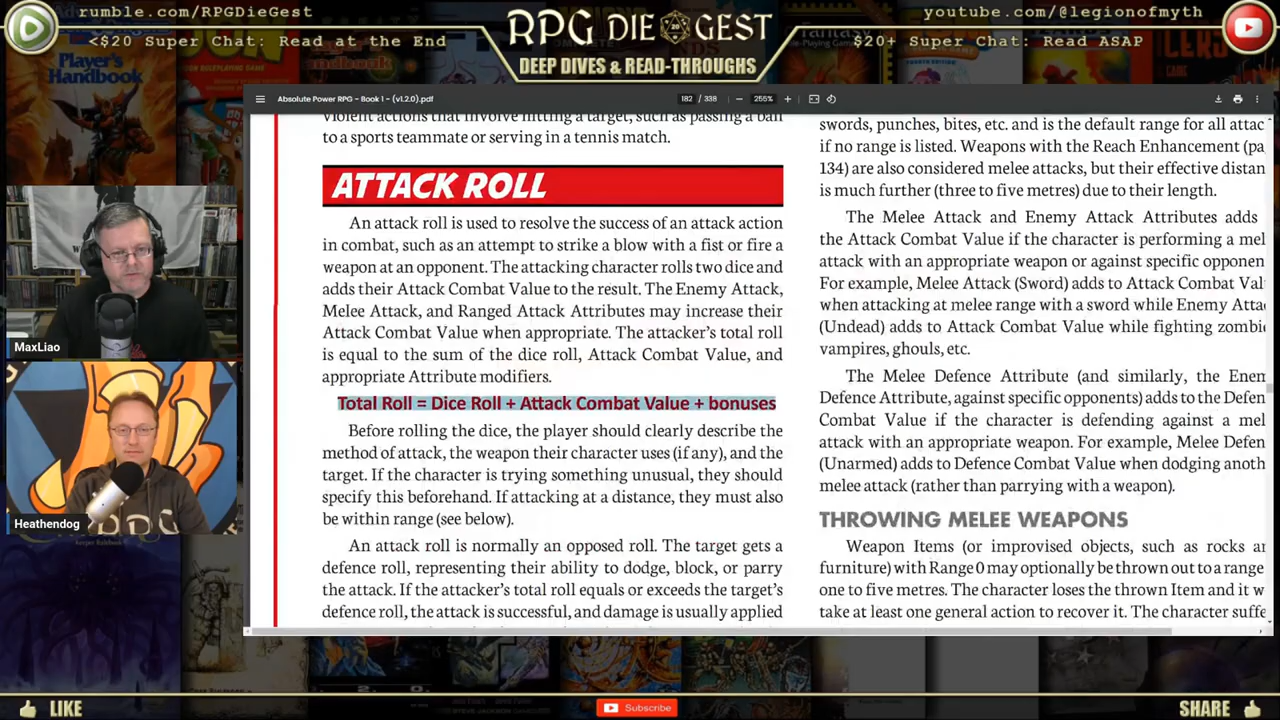 rumble.com/RPGDieGest
<$20 Super Chat: Read at the End
RPG DIE GEST
20
DEEP DIVES & READ-THROUGHS
youtube.com/@legionofmyth
$20+ Super Chat: Read ASAP
Player's
Handbook
Absolute Power RPG - Book 1 - (v1.2.0).pdf
182 / 338
255%
violent actions that involve hitting a target, such as passing a ball
to a sports teammate or serving in a tennis match.
ATTACK ROLL
An attack roll is used to resolve the success of an attack action
in combat, such as an attempt to strike a blow with a fist or fire a
weapon at an opponent. The attacking character rolls two dice and
adds their Attack Combat Value to the result. The Enemy Attack,
Melee Attack, and Ranged Attack Attributes may increase their
Attack Combat Value when appropriate. The attacker's total roll
is equal to the sum of the dice roll, Attack Combat Value, and
appropriate Attribute modifiers.
Total Roll = Dice Roll + Attack Combat Value + bonuses
Before rolling the dice, the player should clearly describe the
method of attack, the weapon their character uses (if any), and the
target. If the character is trying something unusual, they should
specify this beforehand. If attacking at a distance, they must also
be within range (see below).
An attack roll is normally an opposed roll. The target gets a
defence roll, representing their ability to dodge, block, or parry
the attack. If the attacker's total roll equals or exceeds the target's
defence roll, the attack is successful, and damage is usually applied
swords, punches, bites, etc. and is the default range for all attac
if no range is listed. Weapons with the Reach Enhancement (pa
134) are also considered melee attacks, but their effective distan
is much further (three to five metres) due to their length.
The Melee Attack and Enemy Attack Attributes adds
the Attack Combat Value if the character is performing a mel
attack with an appropriate weapon or against specific opponen
For example, Melee Attack (Sword) adds to Attack Combat Val
when attacking at melee range with a sword while Enemy Atta
(Undead) adds to Attack Combat Value while fighting zombi
vampires, ghouls, etc.
The Melee Defence Attribute (and similarly, the Enem
Defence Attribute, against specific opponents) adds to the Defen
Combat Value if the character is defending against a mel
attack with an appropriate weapon. For example, Melee Defen
(Unarmed) adds to Defence Combat Value when dodging anoth
melee attack (rather than parrying with a weapon).
THROWING MELEE WEAPONS
Weapon Items (or improvised objects, such as rocks ar
furniture) with Range 0 may optionally be thrown out to a range
one to five metres. The character loses the thrown Item and it w
take at least one general action to recover it. The character suffe
MaxLiao
Heathendog
LIKE
Subscribe
SHARE